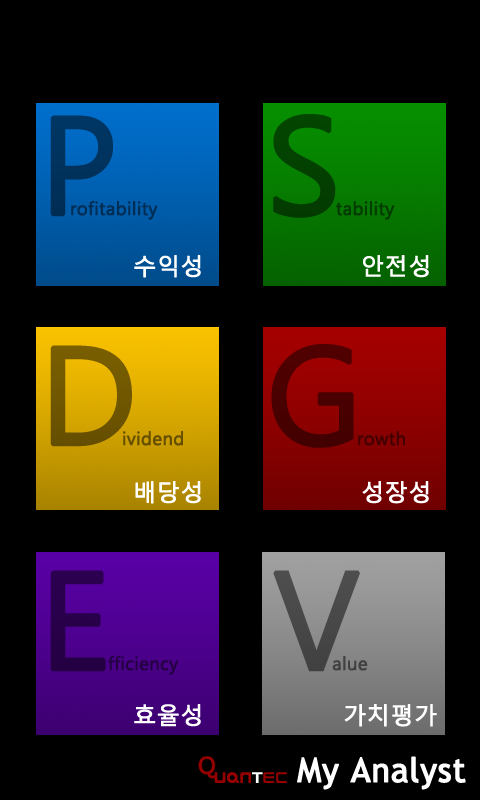 Profitability
수익성
Stability
안전성
Dividend
배당성
Growth
성장성
Efficiency
효율성
Value
가치평가
QUANTEC My Analyst